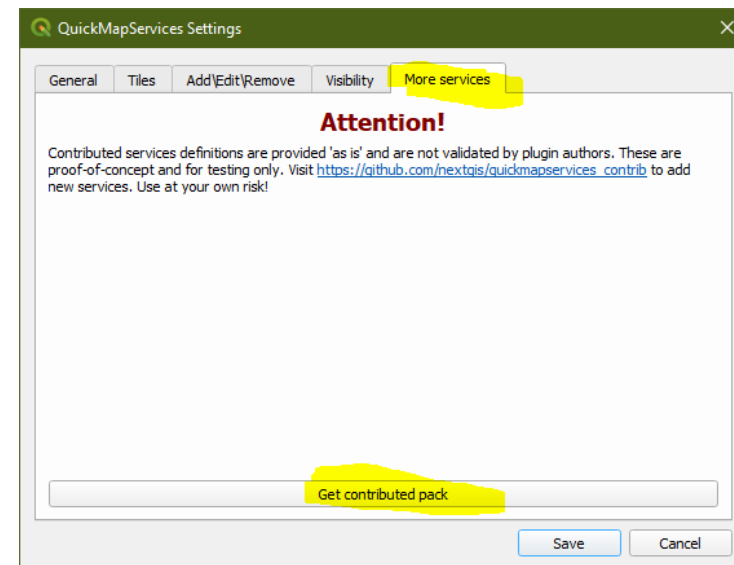 QuickMapServices Settings
General Tiles Add\Edit\Remove Visibility More services
Attention!
Contributed services definitions are provided 'as is' and are not validated by plugin authors. These are
proof-of-concept and for testing only. Visit https://github.com/nextgis/quickmapservices_contrib to add
new services. Use at your own risk!
Get contributed pack
Save Cancel